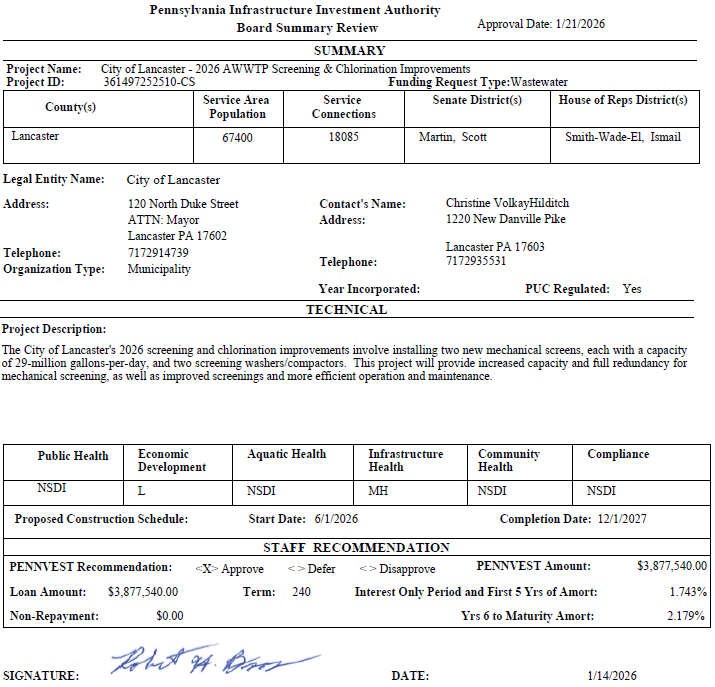 Pennsylvania Infrastructure Investment Authority
Board Summary Review
Approval Date: 1/21/2026
SUMMARY
Project Name: City of Lancaster - 2026 AWWTP Screening & Chlorination Improvements
Project ID: 361497252510-CS Funding Request Type:Wastewater
County(s) Service Area Population Service Connections Senate District(s) House of Reps District(s)
Lancaster 67400 18085 Martin, Scott Smith-Wade-El, Ismail
Legal Entity Name: City of Lancaster
Address: 120 North Duke Street Contact's Name: Christine VolkayHilditch
ATTN: Mayor Address: 1220 New Danville Pike
Lancaster PA 17602
Lancaster PA 17603
Telephone: 7172914739 Telephone: 7172935531
Organization Type: Municipality
Year Incorporated: PUC Regulated: Yes
TECHNICAL
Project Description:
The City of Lancaster's 2026 screening and chlorination improvements involve installing two new mechanical screens, each with a capacity
of 29-million gallons-per-day, and two screening washers/compactors. This project will provide increased capacity and full redundancy for
mechanical screening, as well as improved screenings and more efficient operation and maintenance.
Public Health Economic Development Aquatic Health Infrastructure Health Community Health Compliance
NSDI L NSDI MH NSDI NSDI
Proposed Construction Schedule: Start Date: 6/1/2026 Completion Date: 12/1/2027
STAFF RECOMMENDATION
PENNVEST Recommendation: <X> Approve < > Defer < > Disapprove PENNVEST Amount: $3,877,540.00
Loan Amount: $3,877,540.00 Term: 240 Interest Only Period and First 5 Yrs of Amort: 1.743%
Non-Repayment: $0.00 Yrs 6 to Maturity Amort: 2.179%
SIGNATURE: DATE: 1/14/2026